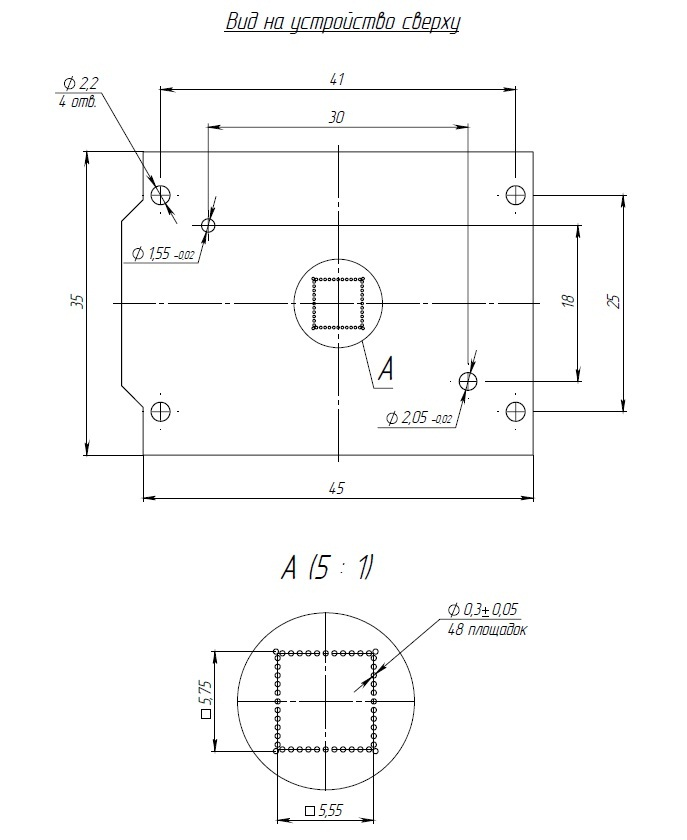 Вид на устройство сверху
⌀ 2,2
4 отв.
41
30
⌀ 1,55 -0,02
35
18
25
А
⌀ 2,05 -0,02
45
А (5 : 1)
⌀ 0,3± 0,05
48 площадок
□ 5,75
□ 5,55